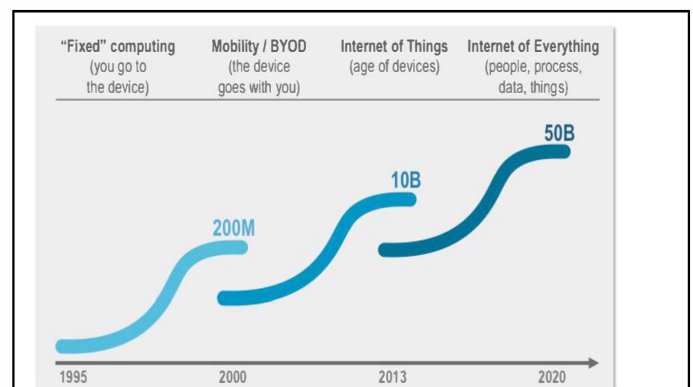 “Fixed” computing
(you go to
the device)
Mobility / BYOD
(the device
goes with you)
Internet of Things
(age of devices)
Internet of Everything
(people, process,
data, things)
50B
10B
200M
1995
2000
2013
2020